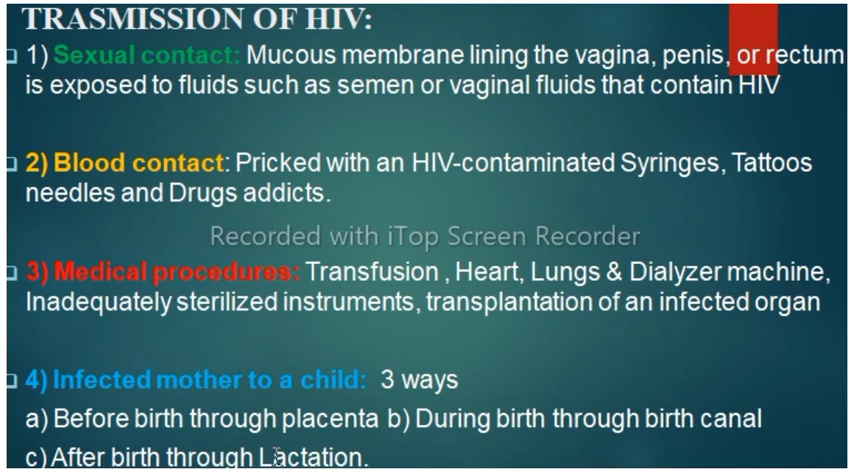 TRASMISSION OF HIV:
1) Sexual contact: Mucous membrane lining the vagina, penis, or rectum
is exposed to fluids such as semen or vaginal fluids that contain HIV
2) Blood contact: Pricked with an HIV-contaminated Syringes, Tattoos
needles and Drugs addicts.
Recorded with iTop Screen Recorder
3) Medical procedures: Transfusion , Heart, Lungs & Dialyzer machine,
Inadequately sterilized instruments, transplantation of an infected organ
4) Infected mother to a child: 3 ways
a) Before birth through placenta b) During birth through birth canal
c) After birth through Lactation.